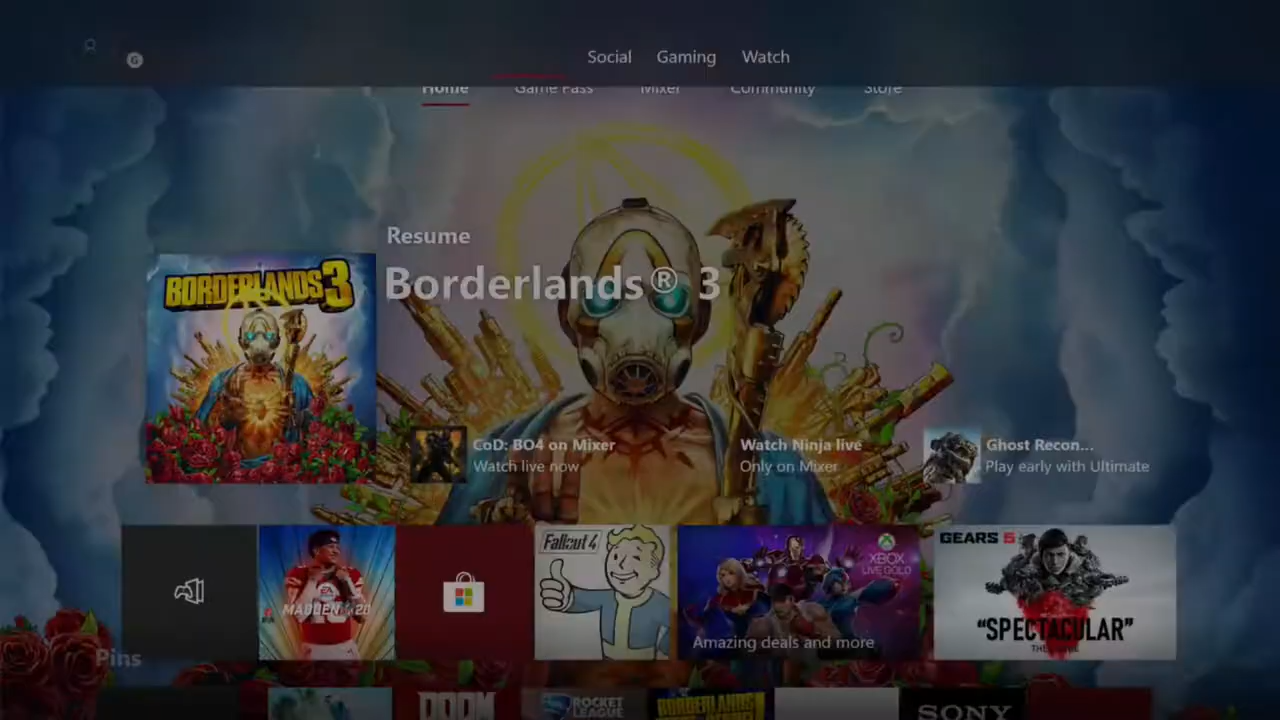 G
Social Gaming Watch
Home Game Pass Mixer Community Store
Resume
Borderlands® 3
BORDERLANDS 3
CoD: BO4 on Mixer
Watch live now
Watch Ninja live
Only on Mixer
Ghost Recon...
Play early with Ultimate
EA
MADDEN 20
Fallout 4
XBOX
LIVE GOLD
Amazing deals and more
GEARS 5
"SPECTACULAR"
Pins
DOOM
ROCKET
LEAGUE
BORDERLANDS
SONY